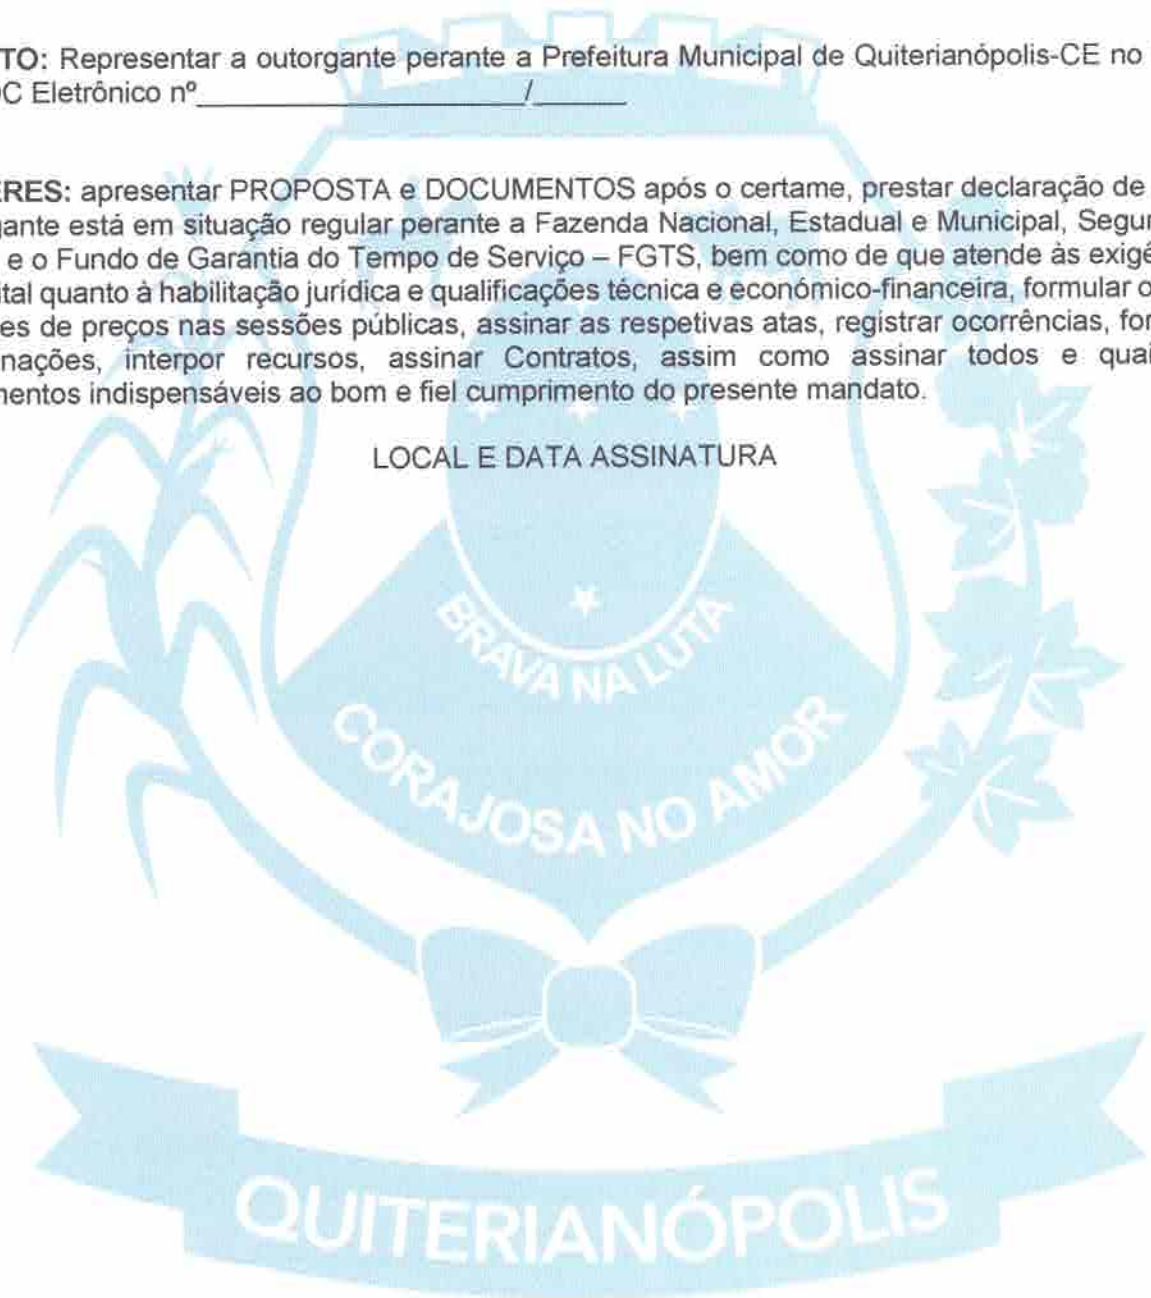 TO: Representar a outorgante perante a Prefeitura Municipal de Quiterianópolis-CE no
C Eletrônico nº____________________/______
ERES: apresentar PROPOSTA e DOCUMENTOS após o certame, prestar declaração de
gante está em situação regular perante a Fazenda Nacional, Estadual e Municipal, Segur
e o Fundo de Garantia do Tempo de Serviço – FGTS, bem como de que atende às exigê
ital quanto à habilitação jurídica e qualificações técnica e económico-financeira, formular o
es de preços nas sessões públicas, assinar as respetivas atas, registrar ocorrências, for
nações, interpor recursos, assinar Contratos, assim como assinar todos e quai
mentos indispensáveis ao bom e fiel cumprimento do presente mandato.
LOCAL E DATA ASSINATURA
BRAVA NA LUTA
CORAJOSA NO AMOR
QUITERIANÓPOLIS